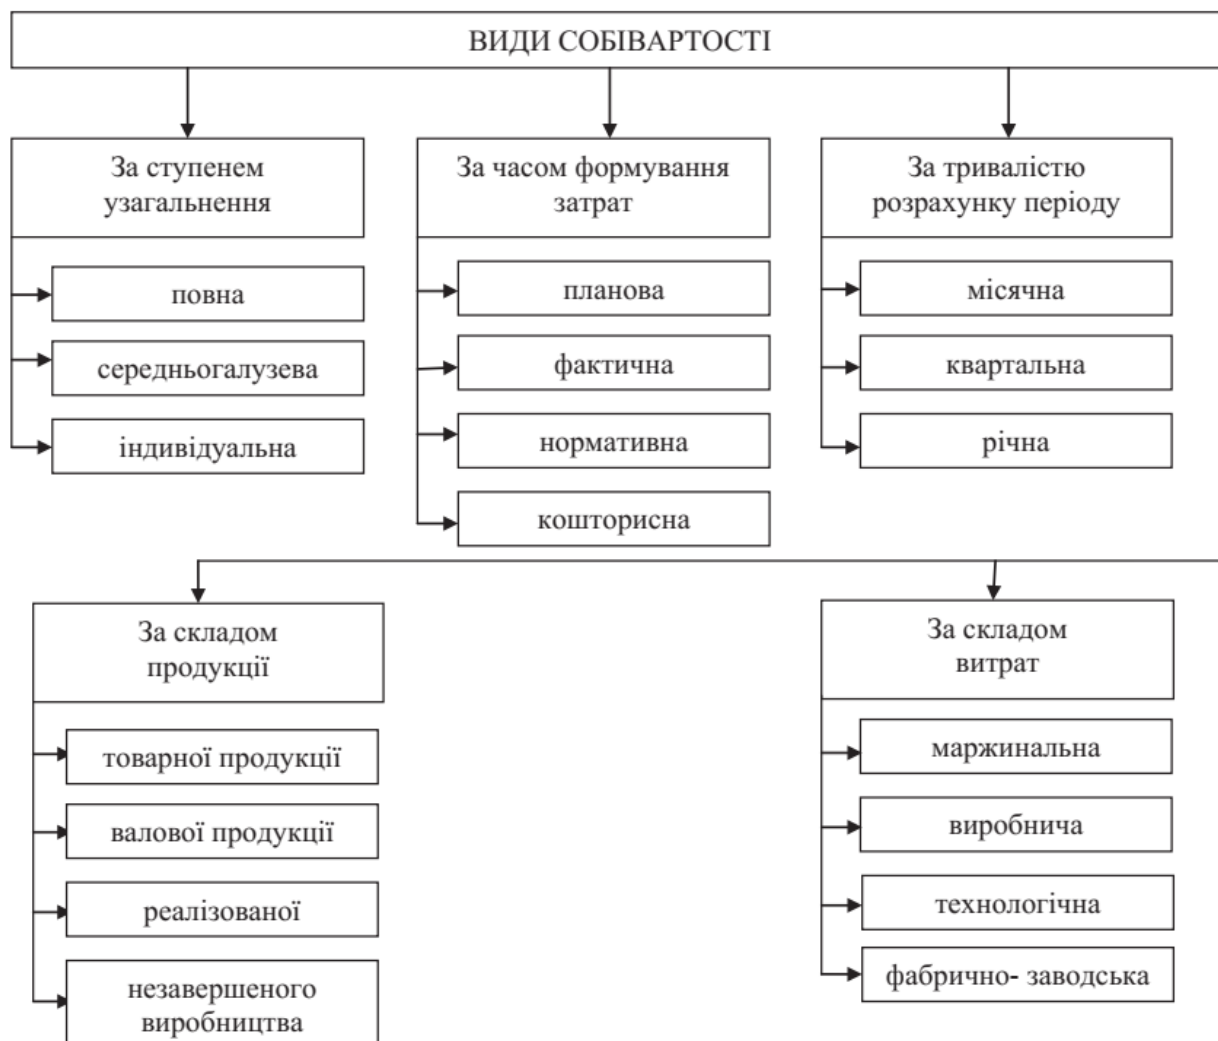 ВИДИ СОБІВАРТОСТІ
За ступенем
узагальнення
повна
середньогалузева
індивідуальна
За часом формування
затрат
планова
фактична
нормативна
кошторисна
За тривалістю
розрахунку періоду
місячна
квартальна
річна
За складом
продукції
товарної продукції
валової продукції
реалізованої
незавершеного
виробництва
За складом
витрат
маржинальна
виробнича
технологічна
фабрично- заводська